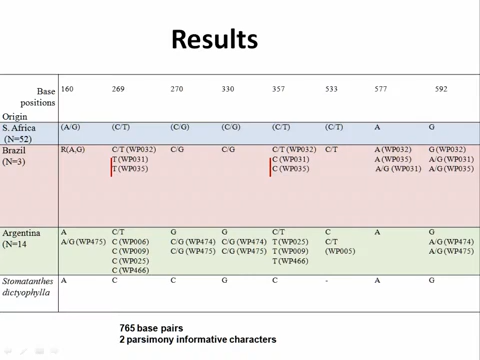 Results
Base positions 160 269 270 330 357 533 577 592
Origin
S. Africa (N=52) (A/G) (C/T) (C/G) (C/G) (C/T) (C/T) A G
Brazil (N=3) R(A,G) C/T (WP032) C/G C/G C/T (WP032) C/T A (WP032) G (WP032)
T (WP031) C (WP031) A (WP035) A/G (WP031)
T (WP035) C (WP035) A/G (WP031) A/G (WP035)
Argentina (N=14 A C/T G G C/T C A G
A/G (WP475) C (WP006) C/G (WP474) C/G (WP474) T (WP025) C/T A/G (WP474)
C (WP009) C/G (WP475) C/G (WP475) T (WP009) (WP005) A/G (WP475)
C (WP025) T (WP466)
C (WP466)
Stomatanthes dictyophylla A C C G C - A G
765 base pairs
2 parsimony informative characters